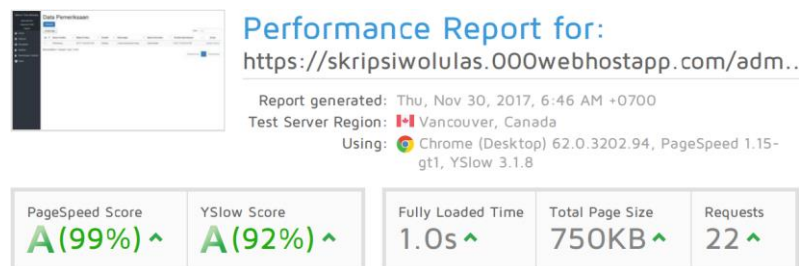 Data Pemeriksaan
Performance Report for:
https://skripsiwolulas.000webhostapp.com/adm..
Report generated: Thu, Nov 30, 2017, 6:46 AM +0700
Test Server Region: Vancouver, Canada
Using: Chrome (Desktop) 62.0.3202.94, PageSpeed 1.15-
gt1, YSlow 3.1.8
PageSpeed Score
A(99%)
YSlow Score
A(92%)
Fully Loaded Time
1.0s
Total Page Size
750KB
Requests
22